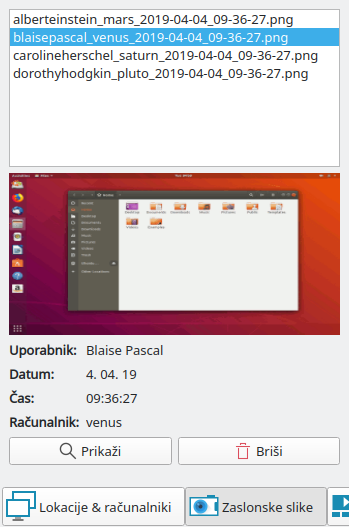 alberteinstein_mars_2019-04-04_09-36-27.png
blaisepascal_venus_2019-04-04_09-36-27.png
carolineherschel_saturn_2019-04-04_09-36-27.png
dorothyhodgkin_pluto_2019-04-04_09-36-27.png
Uporabnik: Blaise Pascal
Datum: 4. 04. 19
Čas: 09:36:27
Računalnik: venus
Prikaži
Briši
Lokacije & računalniki
Zaslonske slike